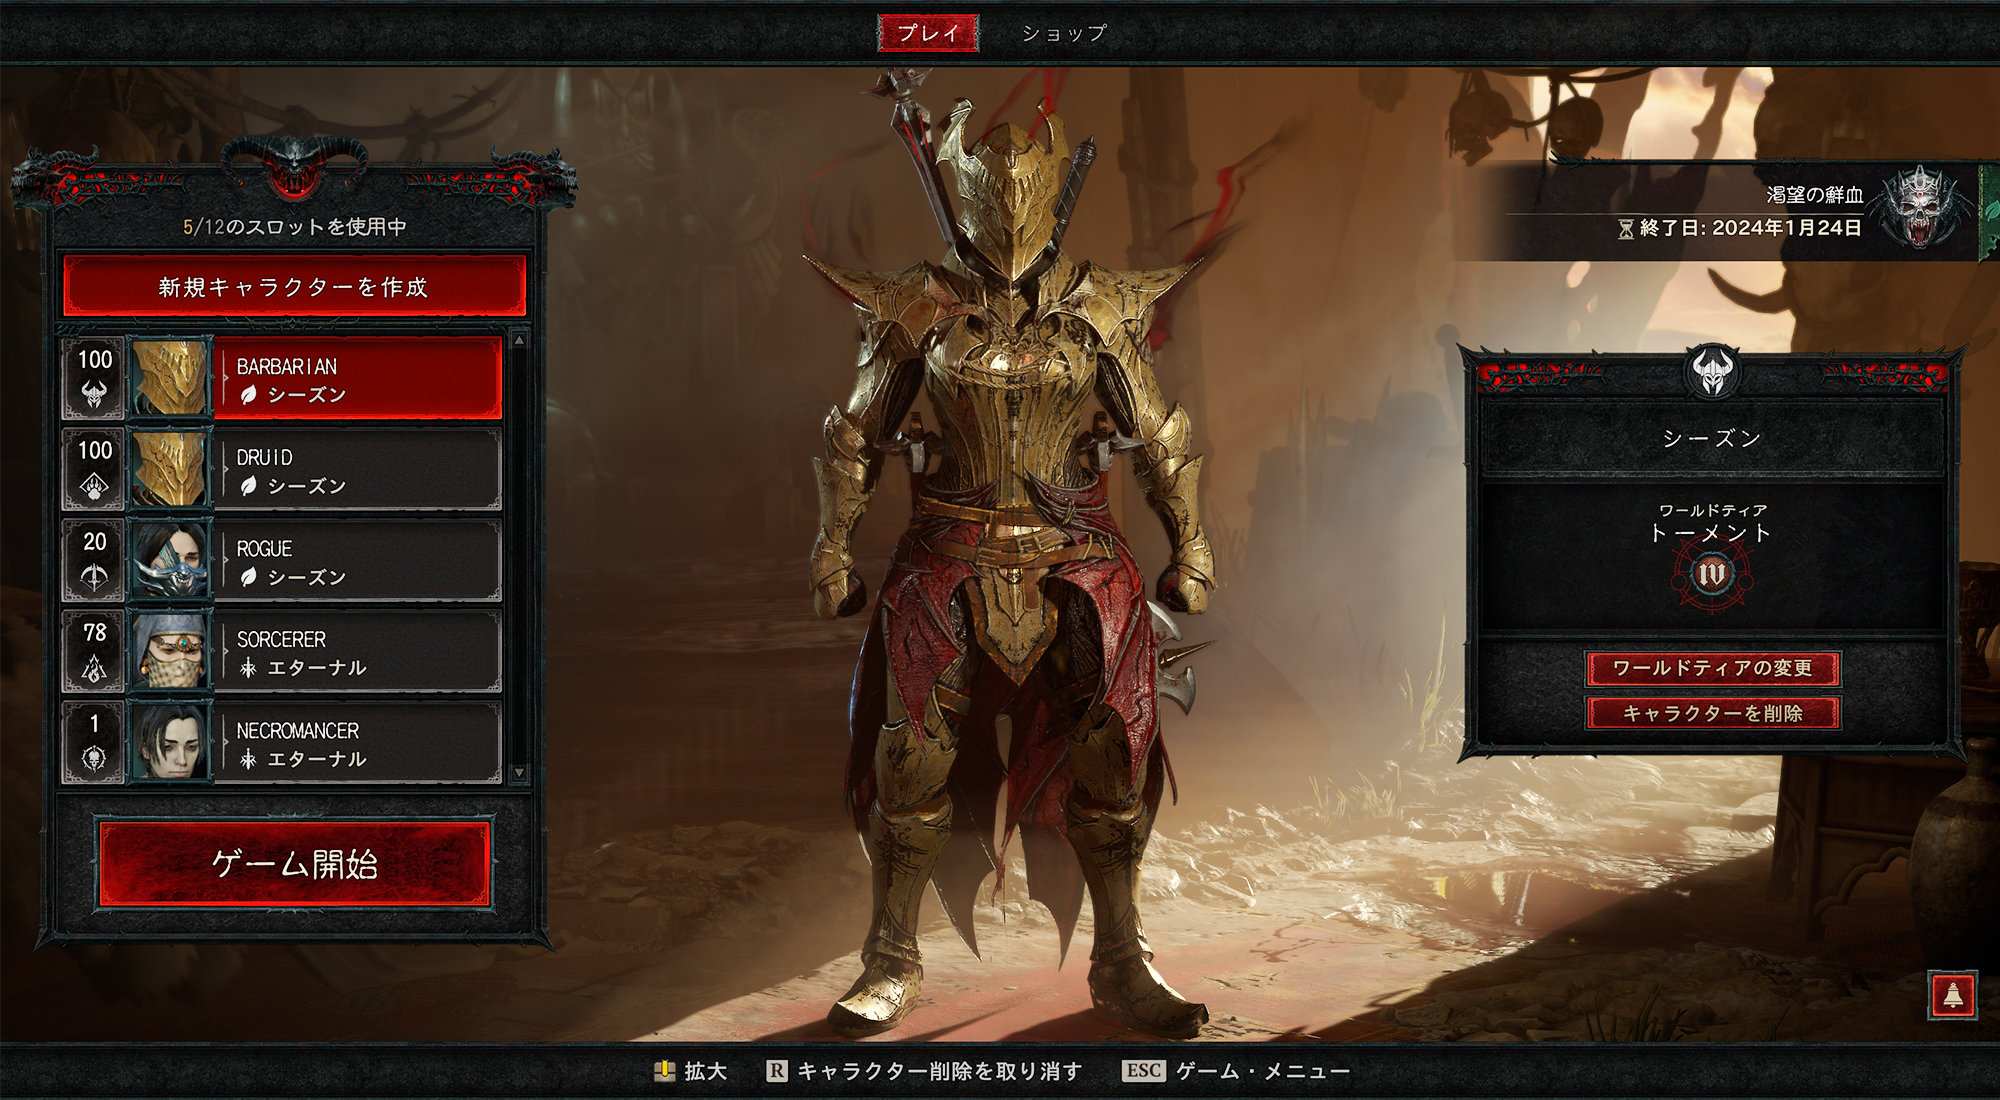 プレイ
ショップ
5/12のスロットを使用中
新規キャラクターを作成
100
BARBARIAN
シーズン
100
DRUID
シーズン
20
ROGUE
シーズン
78
SORCERER
エターナル
1
NECROMANCER
エターナル
ゲーム開始
渇望の鮮血
終了日: 2024年1月24日
シーズン
ワールドティア
トーメント
IV
ワールドティアの変更
キャラクターを削除
拡大
R キャラクター削除を取り消す
ESC ゲーム・メニュー